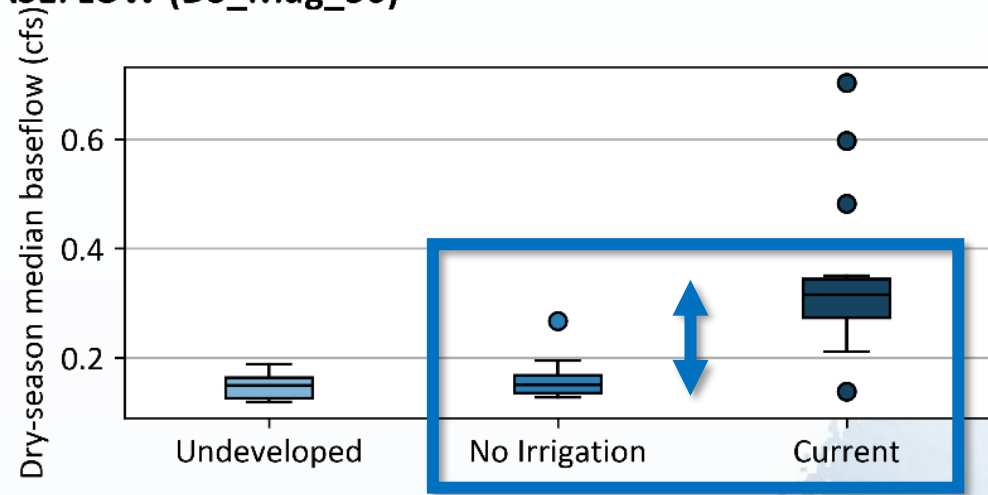 Dry-season median baseflow (cfs)
0.6
0.4
0.2
Undeveloped
No Irrigation
Current